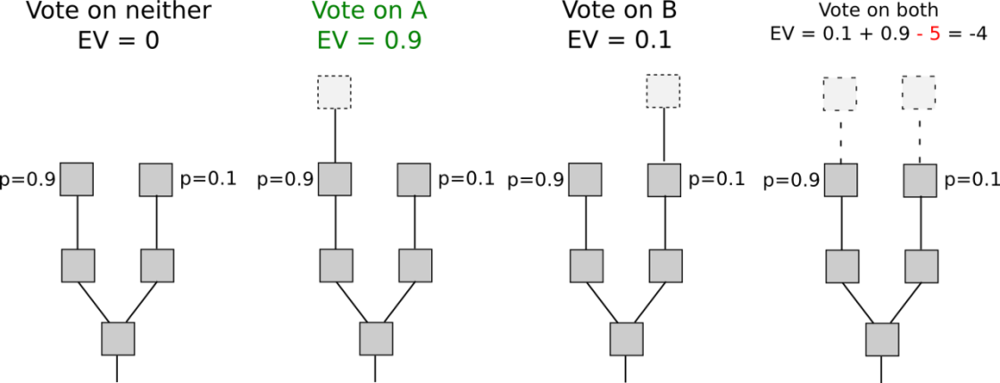 Vote on neither
EV = 0
Vote on A
EV = 0.9
Vote on B
EV = 0.1
Vote on both
EV = 0.1 + 0.9 - 5 = -4
p=0.9
p=0.1
p=0.9
p=0.1
p=0.9
p=0.1
p=0.9
p=0.1